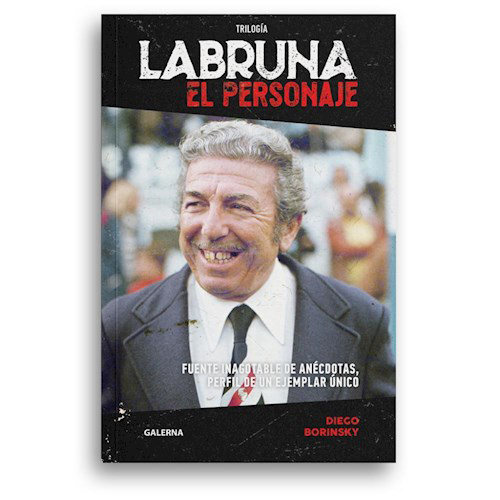 TRILOGÍA
LABRUNA
EL PERSONAJE
FUENTE INAGOTABLE DE ANÉCDOTAS,
PERFIL DE UN EJEMPLAR ÚNICO
GALERNA
DIEGO
BORINSKY